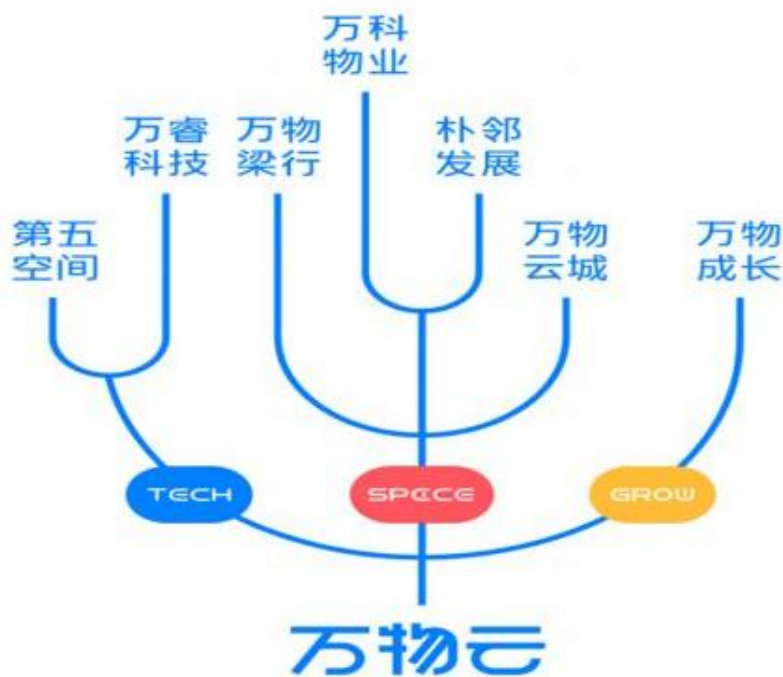 万科
物业
万睿
科技
万物
梁行
朴邻
发展
第五
空间
万物
云城
万物
成长
TECH
SPACE
GROW
万物云